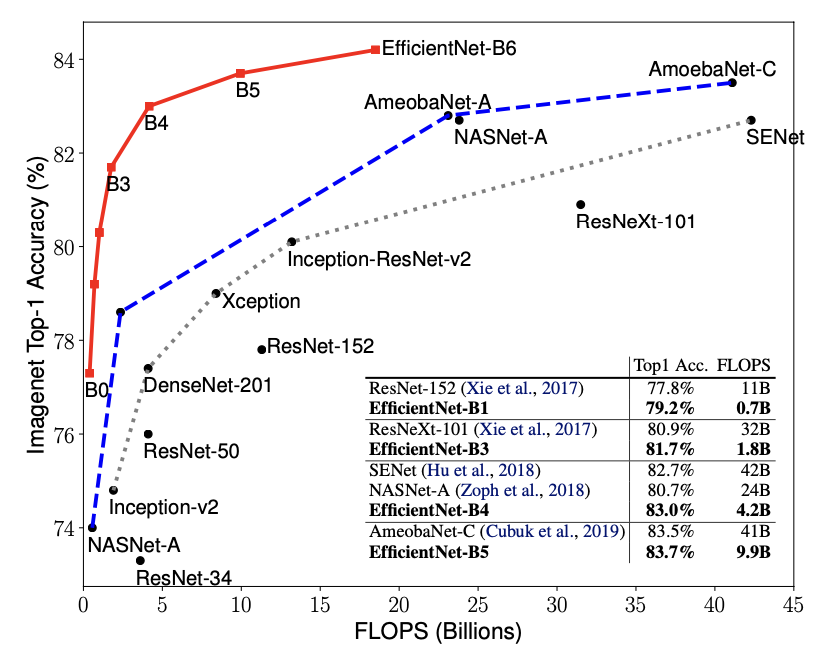 84
EfficientNet-B6
AmoebaNet-C
B5
AmeobaNet-A
B4
NASNet-A
SENet
82
B3
ResNeXt-101
80
Inception-ResNet-v2
Xception
78
ResNet-152
B0
DenseNet-201
76
ResNet-50
Inception-v2
74
NASNet-A
ResNet-34
Imagenet Top-1 Accuracy (%)
Top1 Acc. FLOPS
ResNet-152 (Xie et al., 2017) 77.8% 11B
EfficientNet-B1 79.2% 0.7B
ResNeXt-101 (Xie et al., 2017) 80.9% 32B
EfficientNet-B3 81.7% 1.8B
SENet (Hu et al., 2018) 82.7% 42B
NASNet-A (Zoph et al., 2018) 80.7% 24B
EfficientNet-B4 83.0% 4.2B
AmeobaNet-C (Cubuk et al., 2019) 83.5% 41B
EfficientNet-B5 83.7% 9.9B
0 5 10 15 20 25 30 35 40 45
FLOPS (Billions)